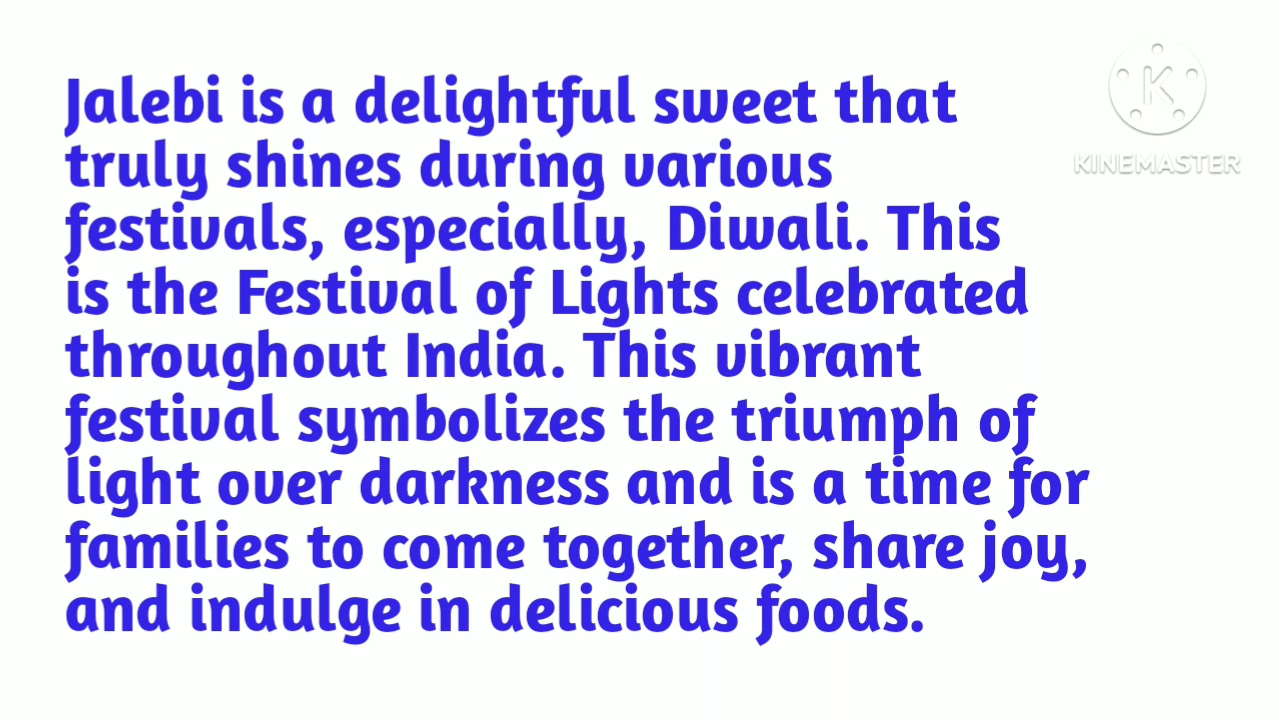 Jalebi is a delightful sweet that
truly shines during various
festivals, especially, Diwali. This
is the Festival of Lights celebrated
throughout India. This vibrant
festival symbolizes the triumph of
light over darkness and is a time for
families to come together, share joy,
and indulge in delicious foods.
K
KINEMASTER